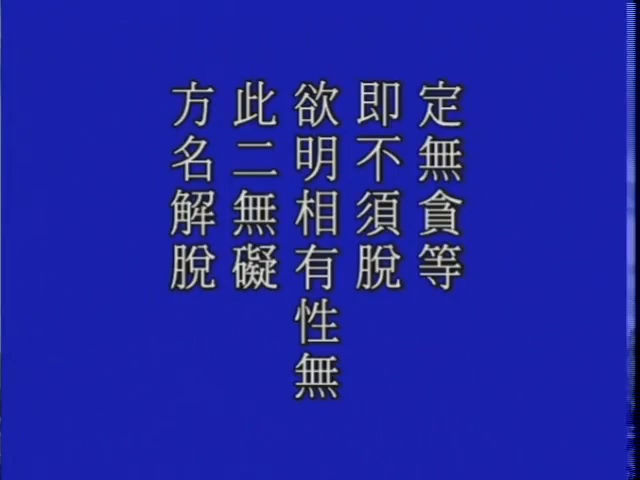 定無貪等
即不須脫
欲明相有性無
此二無礙
方名解脫